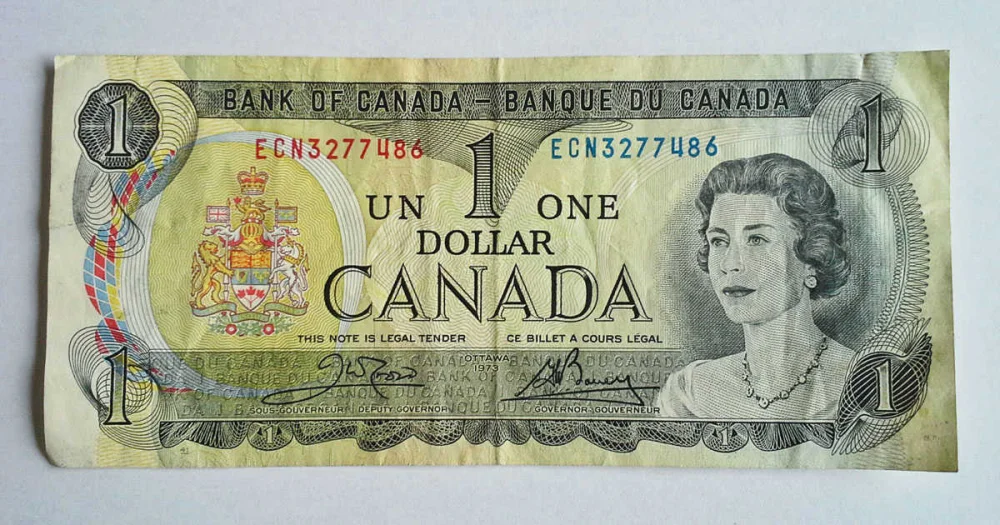 1 BANK OF CANADA – BANQUE DU CANADA 1
ECN3277486 ECN3277486
UN 1 ONE
DOLLAR
CANADA
THIS NOTE IS LEGAL TENDER CE BILLET A COURS LÉGAL
OTTAWA
1973
1 SOUS-GOUVERNEUR DEPUTY GOVERNOR GOVERNOR GOUVERNEUR 1
1 1